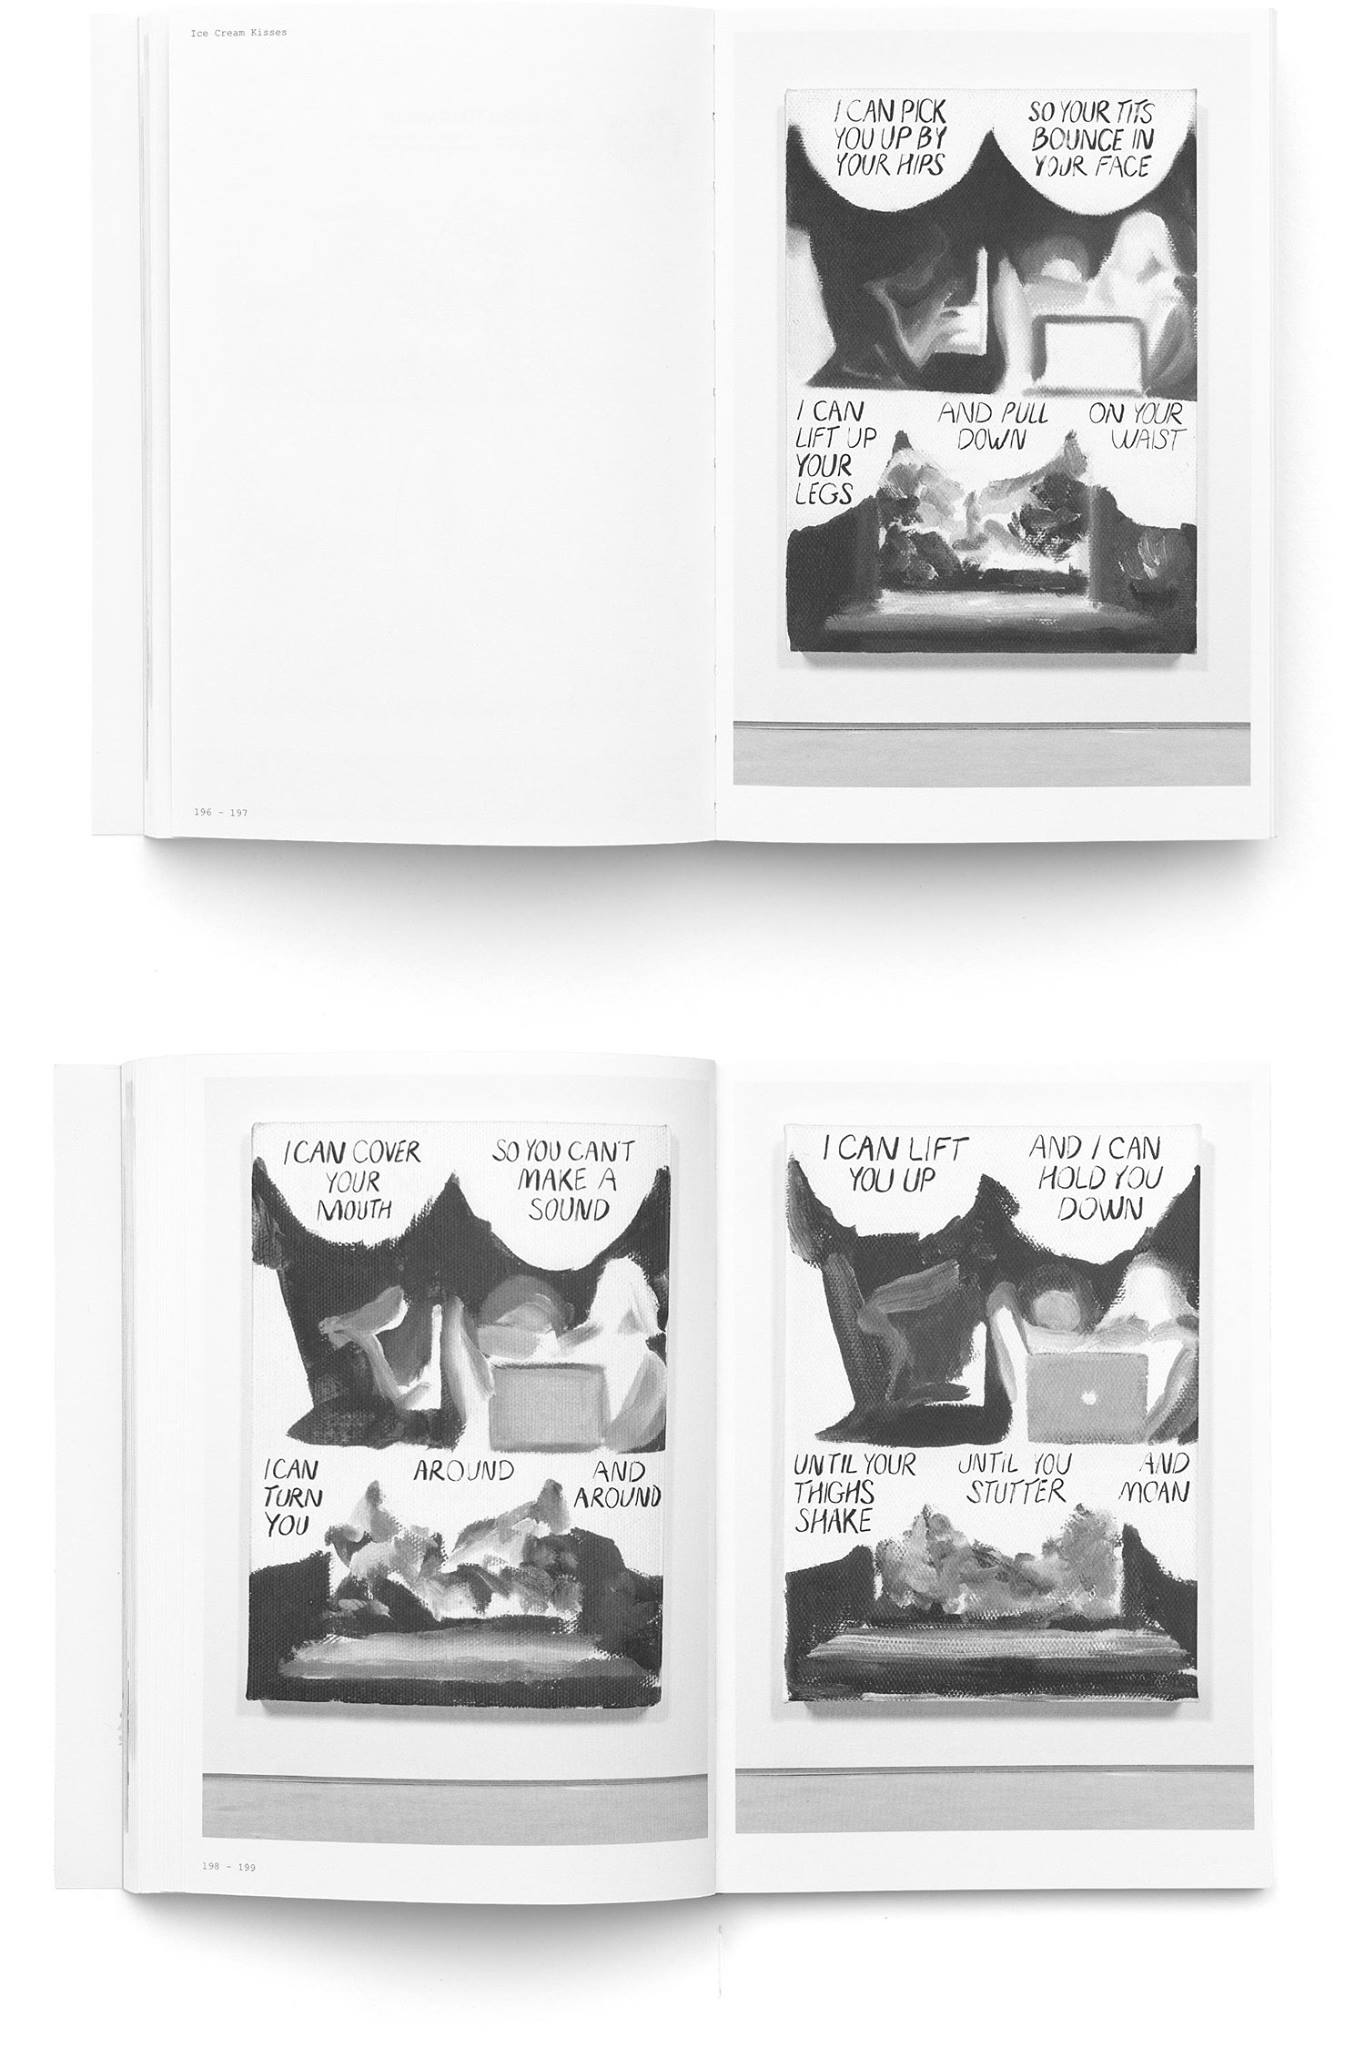 Ice Cream Kisses
I CAN PICK
YOU UP BY
YOUR HIPS
SO YOUR TITS
BOUNCE IN
YOUR FACE
I CAN
LIFT UP
YOUR
LEGS
AND PULL
DOWN
ON YOUR
WAIST
196 – 197
I CAN COVER
YOUR
MOUTH
SO YOU CAN'T
MAKE A
SOUND
I CAN
TURN
YOU
AROUND
AND
AROUND
I CAN LIFT
YOU UP
AND I CAN
HOLD YOU
DOWN
UNTIL YOUR
THIGHS
SHAKE
UNTIL YOU
STUTTER
AND
MOAN
198 – 199